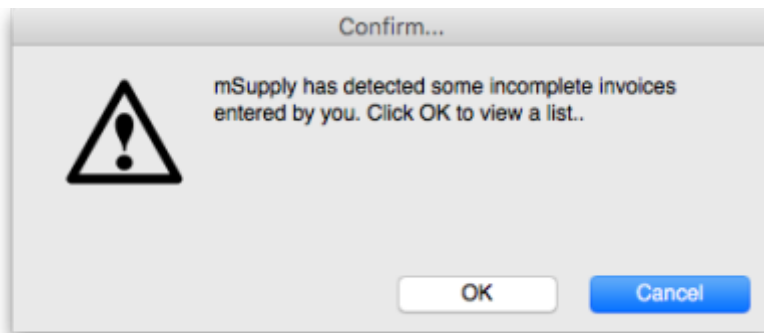 Confirm...
mSupply has detected some incomplete invoices
entered by you. Click OK to view a list..
OK
Cancel